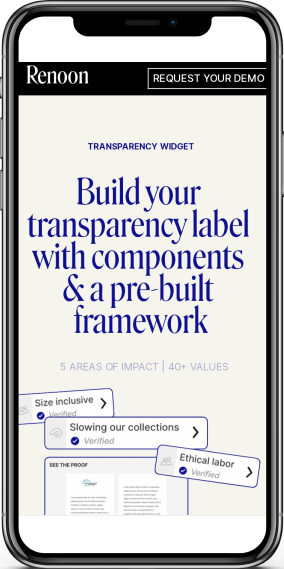 Renoon
REQUEST YOUR DEMO
TRANSPARENCY WIDGET
Build your
transparency label
with components
& a pre-built
framework
5 AREAS OF IMPACT | 40+ VALUES
Size inclusive
Verified
Slowing our collections
Verified
Ethical labor
Verified
SEE THE PROOF